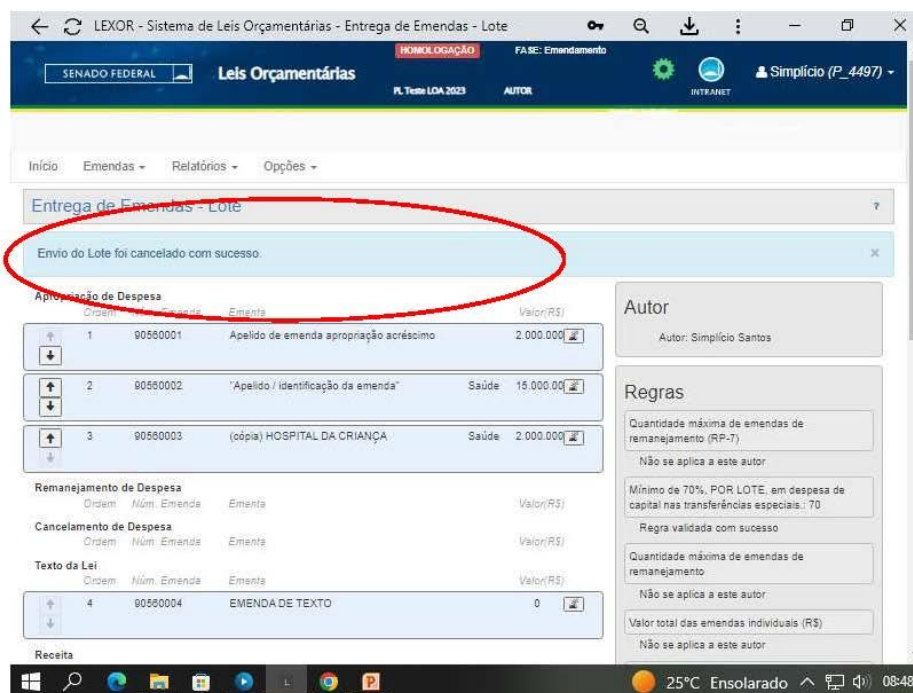 LEXOR - Sistema de Leis Orçamentárias - Entrega de Emendas - Lote
HOMOLOGAÇÃO FASE: Emendamento
SENADO FEDERAL Leis Orçamentárias INTRANET Simplício (P_4497)
PL Teste LOA 2023 AUTOR
Início Emendas Relatórios Opções
Entrega de Emendas - Lote ?
Envio do Lote foi cancelado com sucesso. x
Apropriação de Despesa
Ordem Núm. Emenda Ementa Valor(R$)
1 90560001 Apelido de emenda apropriação acréscimo 2.000.000
2 90560002 "Apelido / identificação da emenda" Saúde 15.000.00
3 90560003 (cópia) HOSPITAL DA CRIANÇA Saúde 2.000.000
Remanejamento de Despesa
Ordem Núm. Emenda Ementa Valor(R$)
Cancelamento de Despesa
Ordem Núm. Emenda Ementa Valor(R$)
Texto da Lei
Ordem Núm. Emenda Ementa Valor(R$)
4 90560004 EMENDA DE TEXTO 0
Receita
Autor
Autor: Simplício Santos
Regras
Quantidade máxima de emendas de
remanejamento (RP-7)
Não se aplica a este autor
Mínimo de 70%, POR LOTE, em despesa de
capital nas transferências especiais.: 70
Regra validada com sucesso
Quantidade máxima de emendas de
remanejamento
Não se aplica a este autor
Valor total das emendas individuais (R$)
Não se aplica a este autor
L P 25°C Ensolarado 08:48